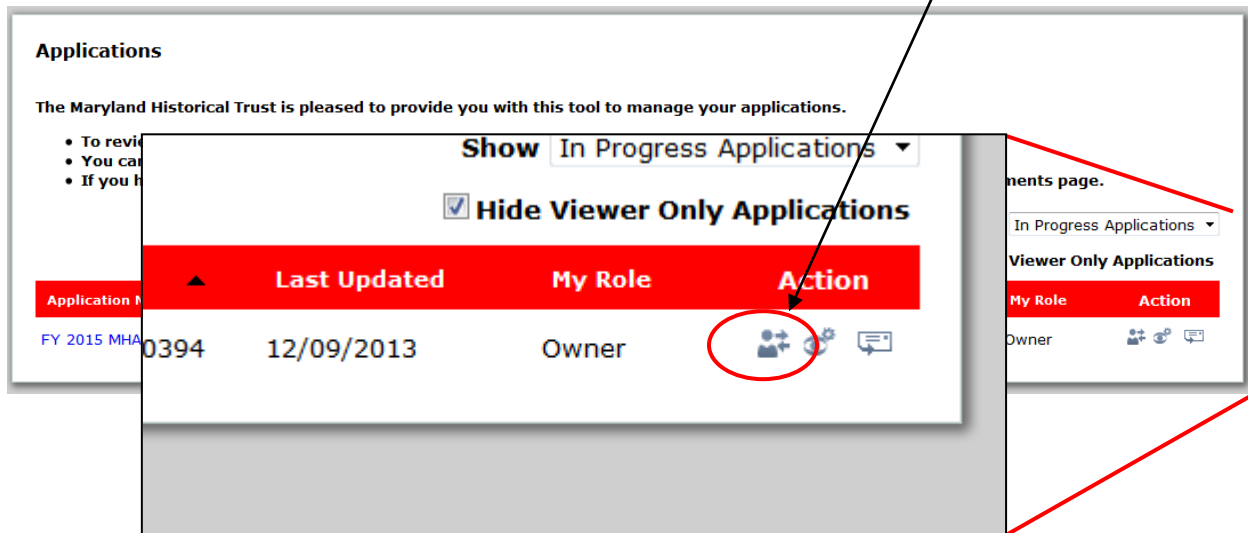 Applications
The Maryland Historical Trust is pleased to provide you with this tool to manage your applications.
• To
• You
• If you
ments page.
Show In Progress Applications
Hide Viewer Only Applications
Last Updated My Role Action
0394 12/09/2013 Owner
In Progress Applications
Viewer Only Applications
Application My Role Action
FY 2015 MHA Owner